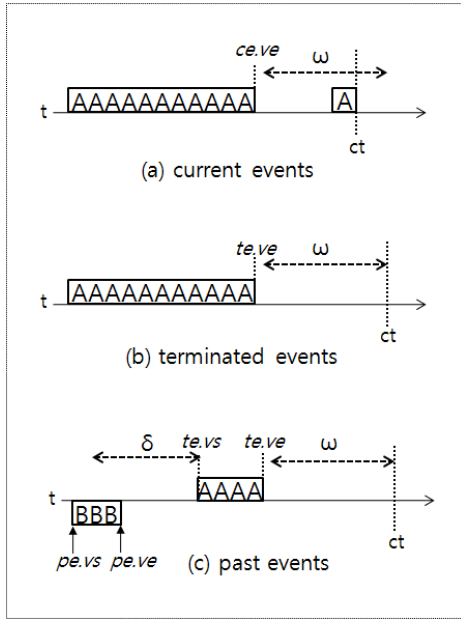 ce.ve ω
t AAAAAAAAAAA A
ct
(a) current events
te.ve ω
t AAAAAAAAAAA
ct
(b) terminated events
δ te.vs te.ve ω
AAAA
t
BBB
ct
pe.vs pe.ve (c) past events